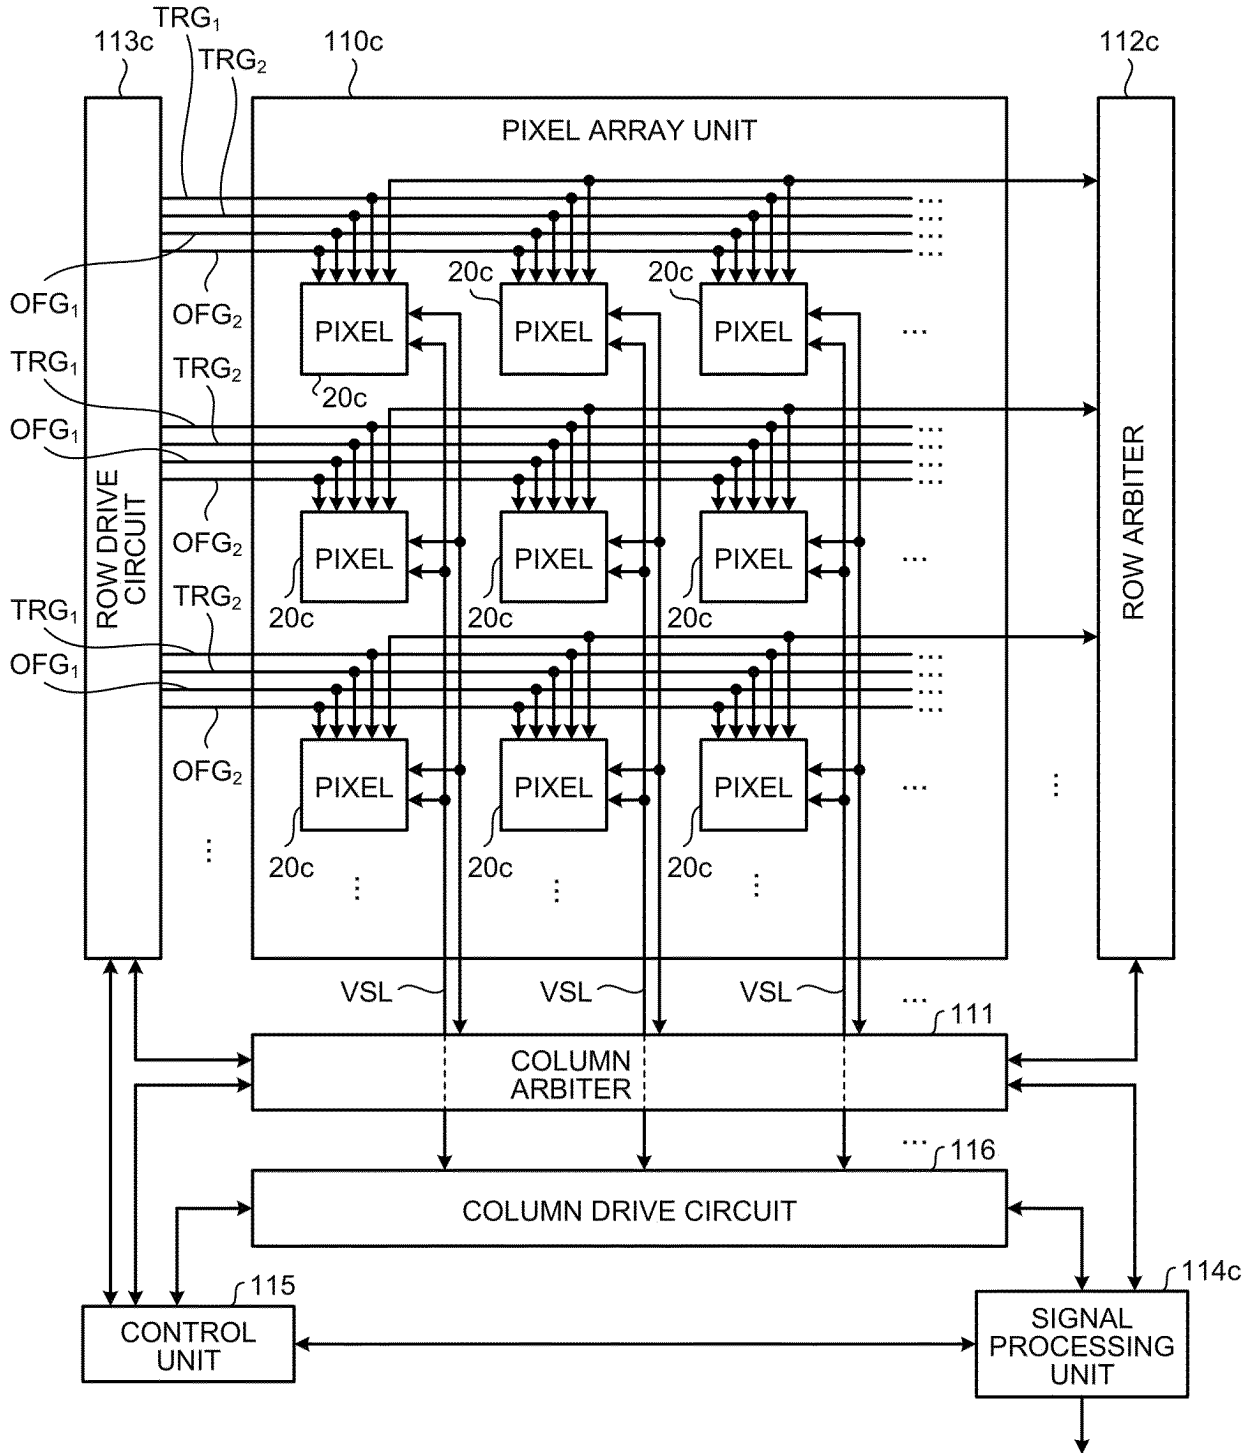 TRG₁
113c
TRG₂
110c
112c
PIXEL ARRAY UNIT
...
...
...
...
OFG₁
OFG₂
20c
20c
PIXEL
PIXEL
PIXEL
...
20c
TRG₁
TRG₂
OFG₁
...
...
...
...
ROW DRIVE
CIRCUIT
ROW ARBITER
OFG₂
PIXEL
PIXEL
PIXEL
...
20c
20c
20c
TRG₁
TRG₂
OFG₁
...
...
...
...
OFG₂
PIXEL
PIXEL
PIXEL
...
...
20c
20c
20c
...
...
...
...
VSL
VSL
VSL
...
111
COLUMN
ARBITER
...
116
COLUMN DRIVE CIRCUIT
115
114c
CONTROL
UNIT
SIGNAL
PROCESSING
UNIT